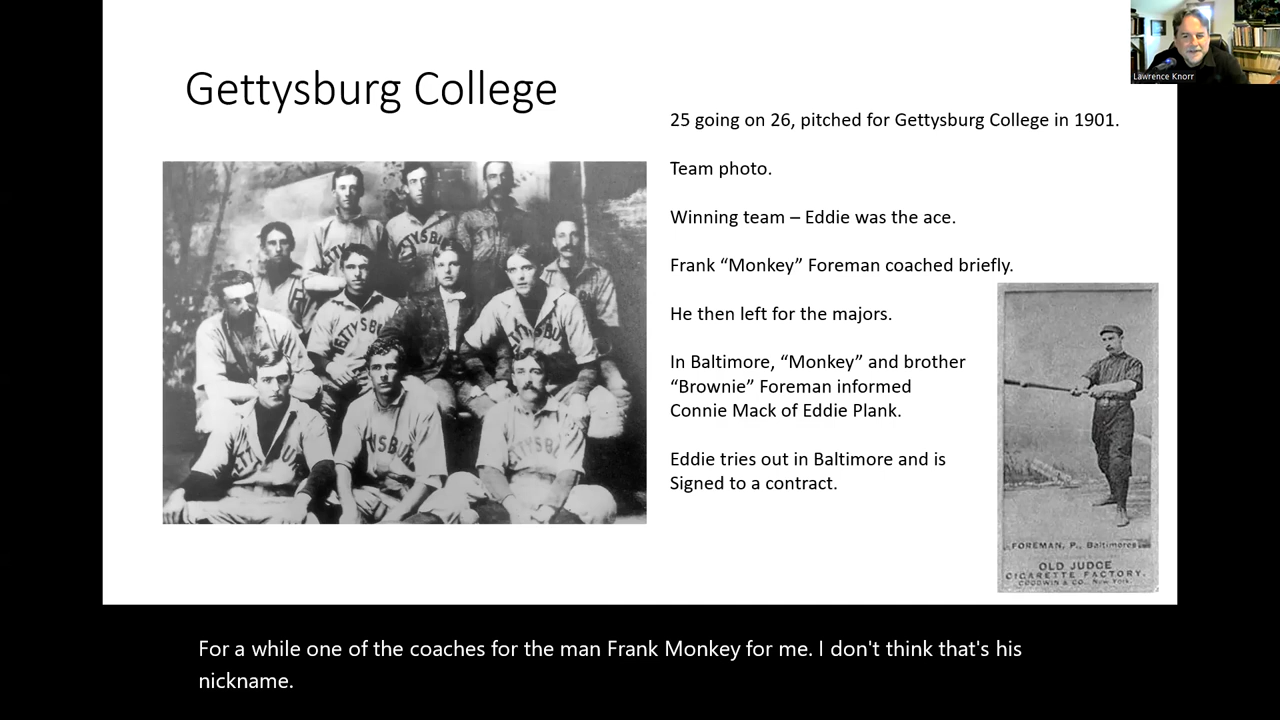 Lawrence Knorr
Gettysburg College
25 going on 26, pitched for Gettysburg College in 1901.
Team photo.
Winning team – Eddie was the ace.
Frank “Monkey” Foreman coached briefly.
He then left for the majors.
In Baltimore, “Monkey” and brother
“Brownie” Foreman informed
Connie Mack of Eddie Plank.
Eddie tries out in Baltimore and is
Signed to a contract.
FOREMAN, P., Baltimores
OLD JUDGE
CIGARETTE FACTORY.
GOODWIN & CO., New York.
For a while one of the coaches for the man Frank Monkey for me. I don't think that's his
nickname.